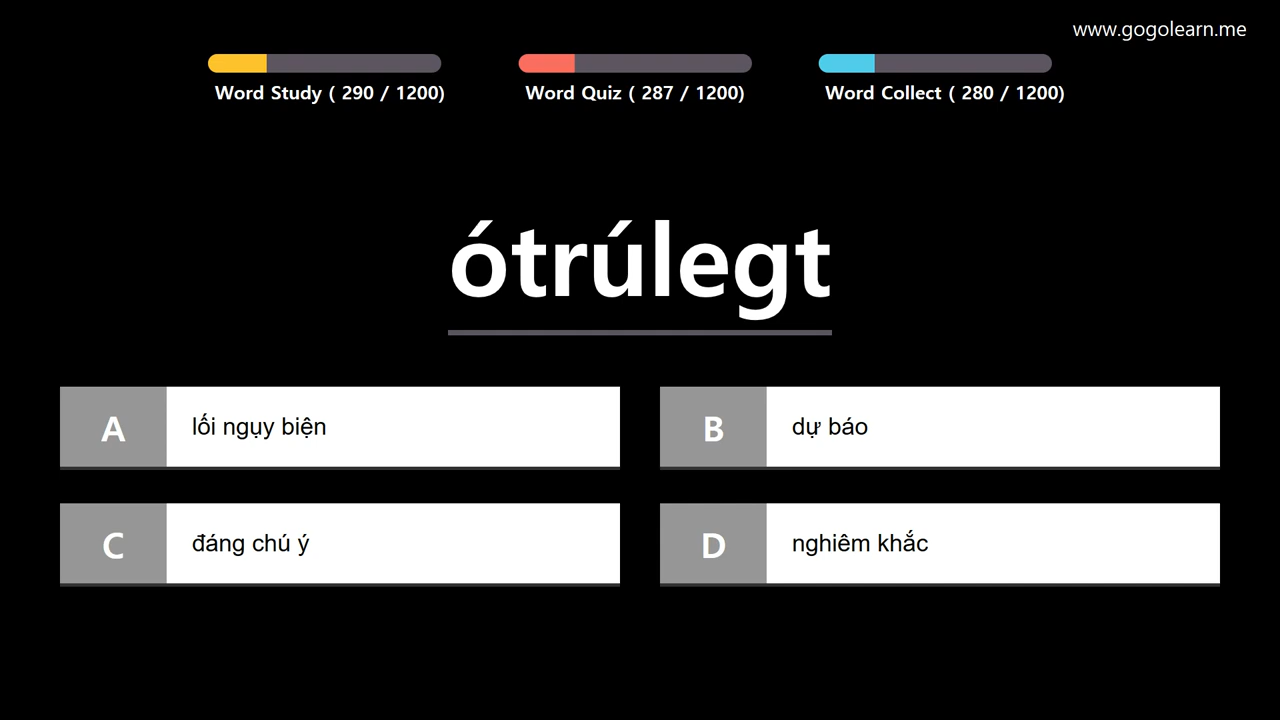 www.gogolearn.me
Word Study ( 290 / 1200)
Word Quiz ( 287 / 1200)
Word Collect ( 280 / 1200)
ótrúlegt
A
lối ngụy biện
B
dự báo
C
đáng chú ý
D
nghiêm khắc